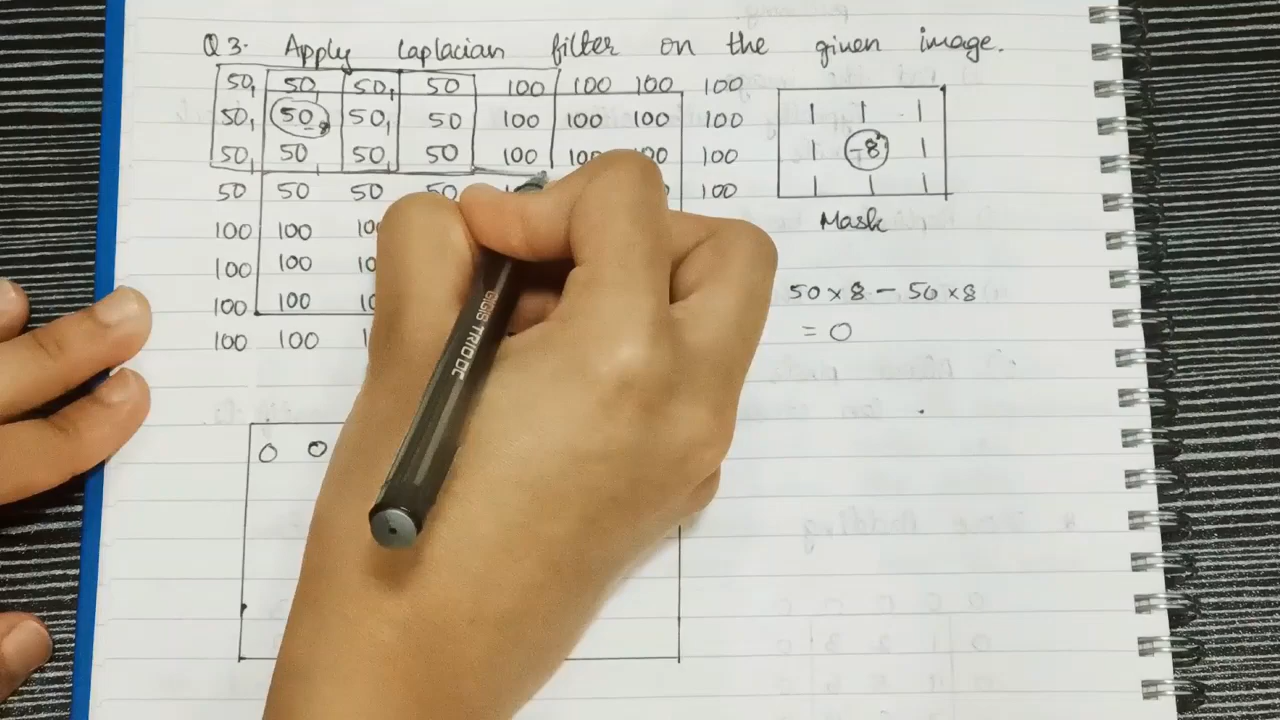 Q3. Apply Laplacian filter on the given image.
50, 50, 50, 50 100 100 100 100
50, 50, 50, 50 100 100 100 100
50, 50, 50, 50 100 100 100
50 50 50 50 100
100 100
100 100
100 100
100 100
1 1 1
1 -8 1
1 1 1
Mask
50 x 8 - 50 x 8
= 0
0 0
TRIO DC